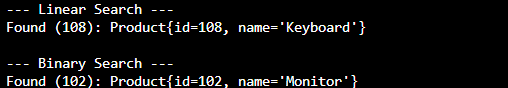 --- Linear Search ---
Found (108): Product{id=108, name='Keyboard'}
--- Binary Search ---
Found (102): Product{id=102, name='Monitor'}